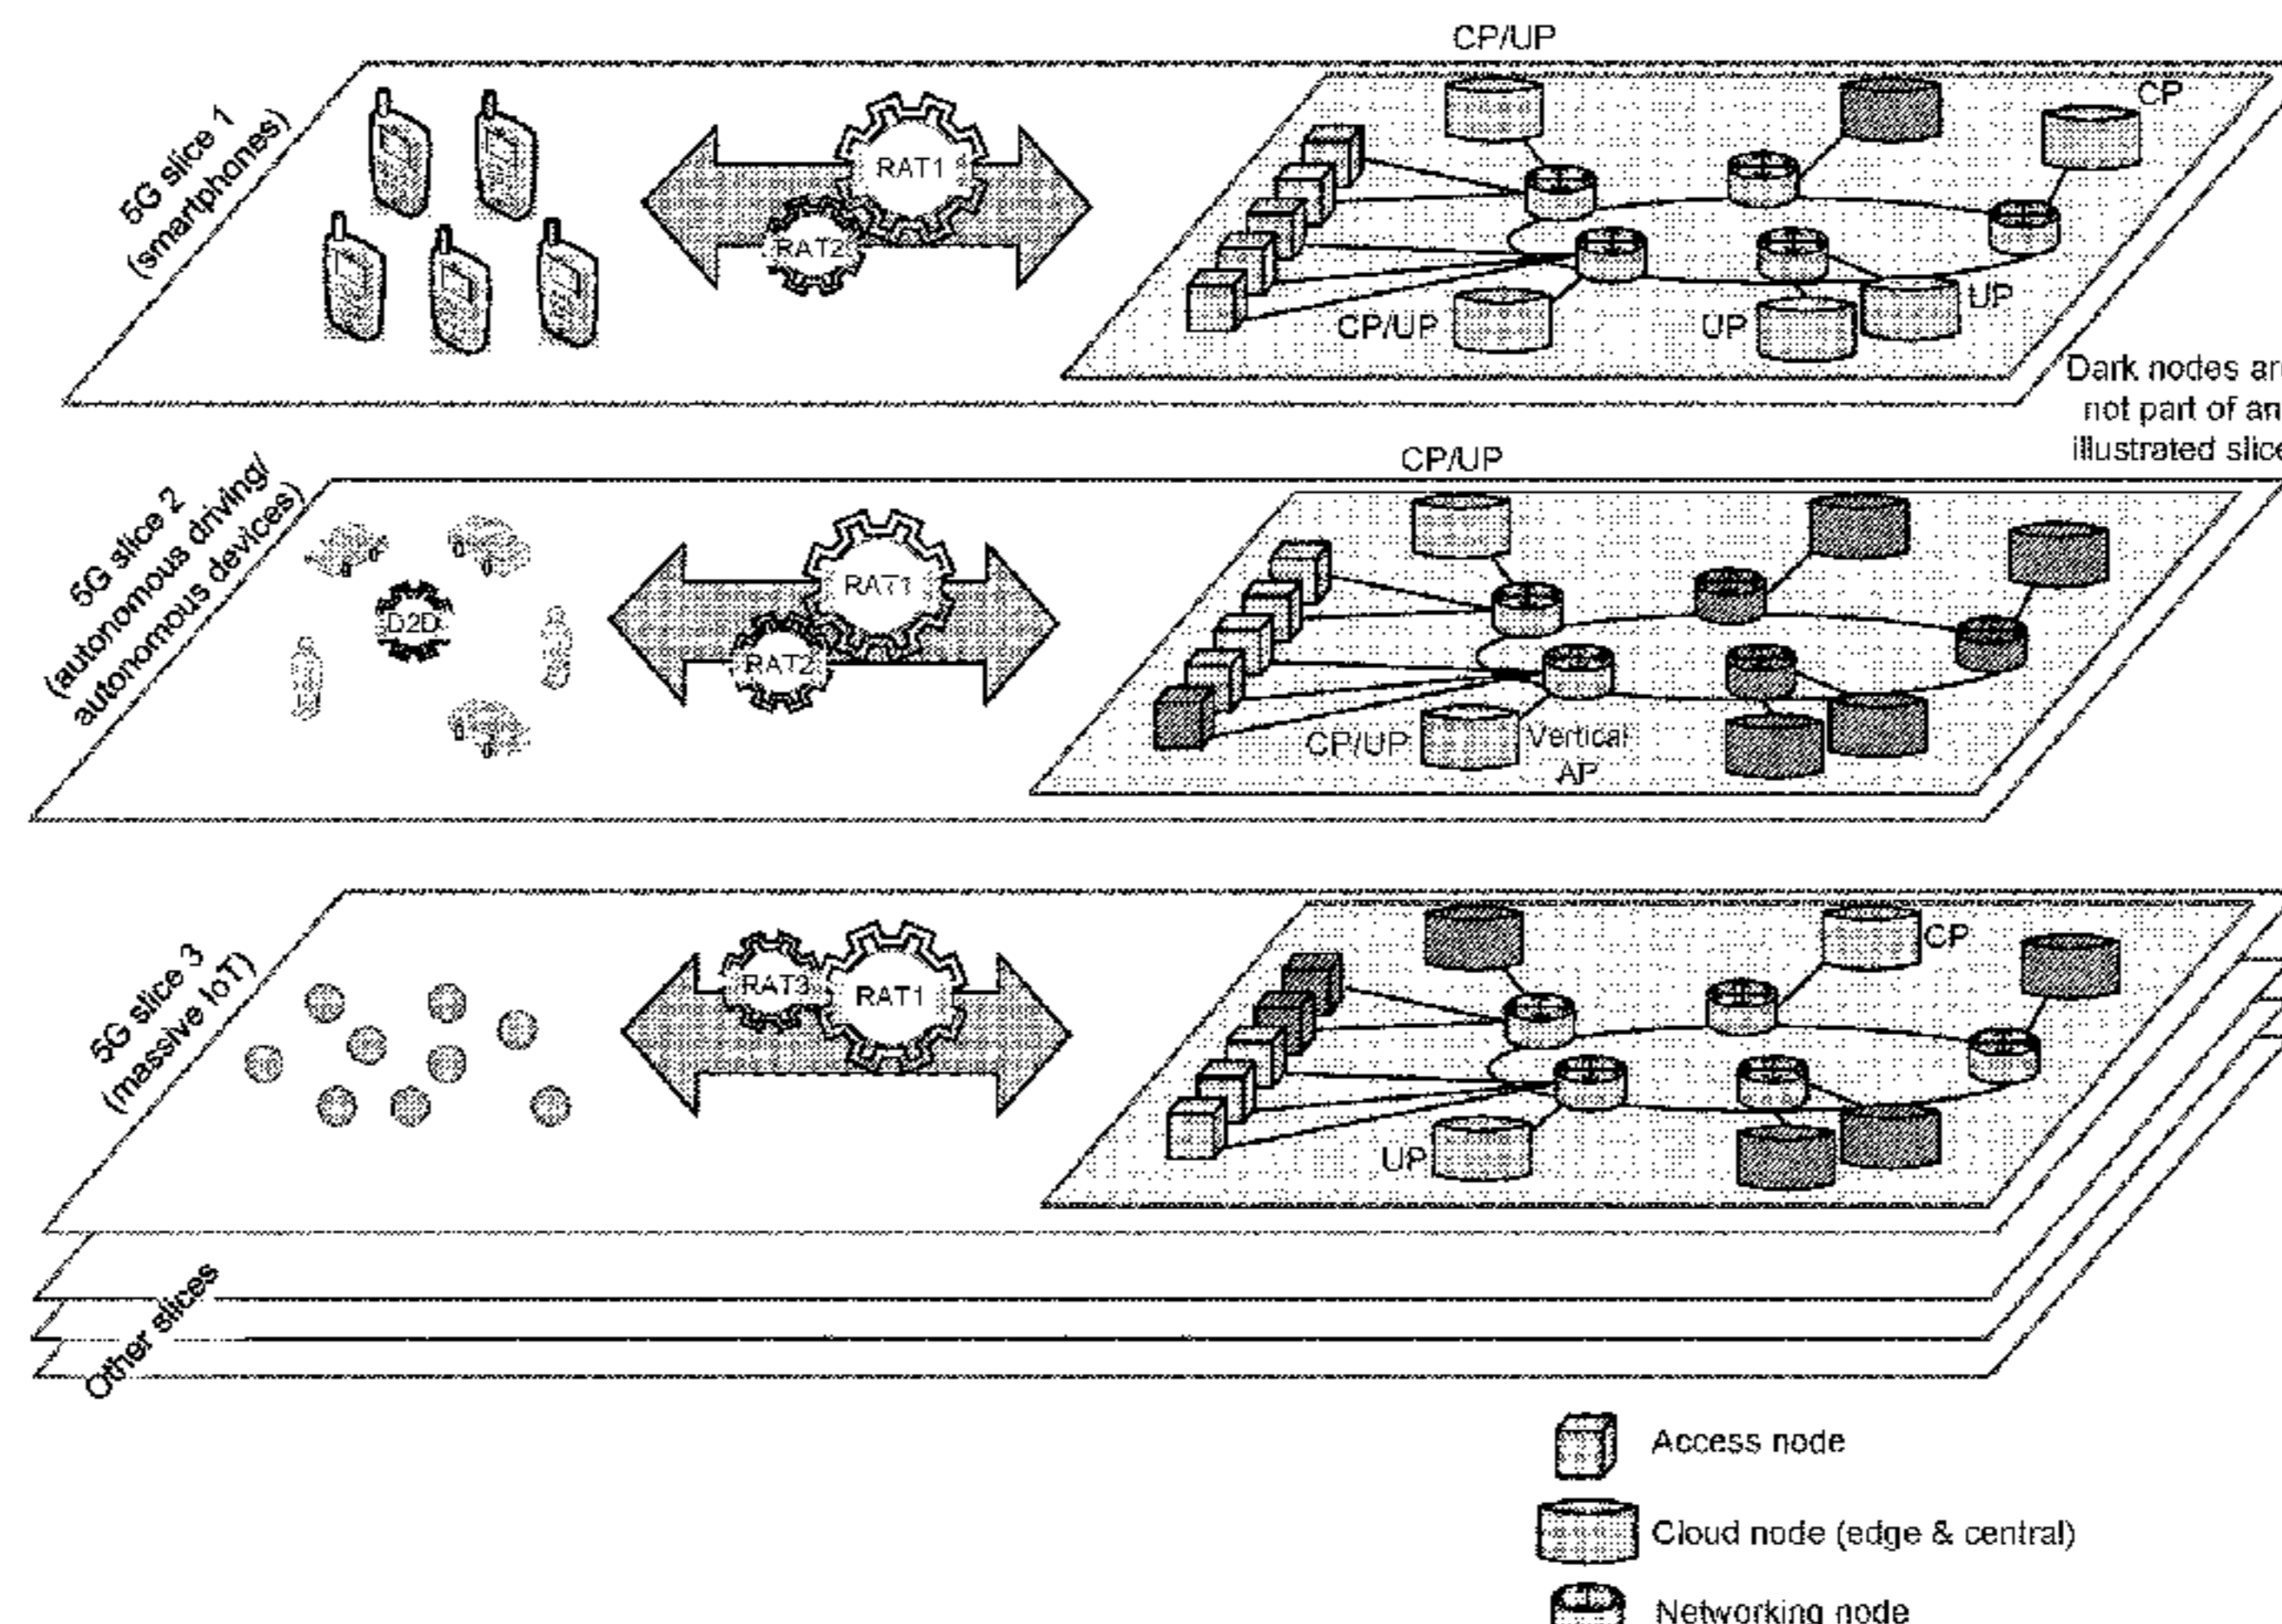 CP/UP
5G slice 1
(smartphones)
RAT1
RAT2
CP
CP/UP
UP
UP
Dark nodes are
not part of an
illustrated slice
CP/UP
5G slice 2
(autonomous driving/
autonomous devices)
D2D
RAT1
RAT2
CP/UP
Vertical
AP
5G slice 3
(massive IoT)
RAT3
RAT1
CP
UP
Other slices
Access node
Cloud node (edge & central)
Networking node